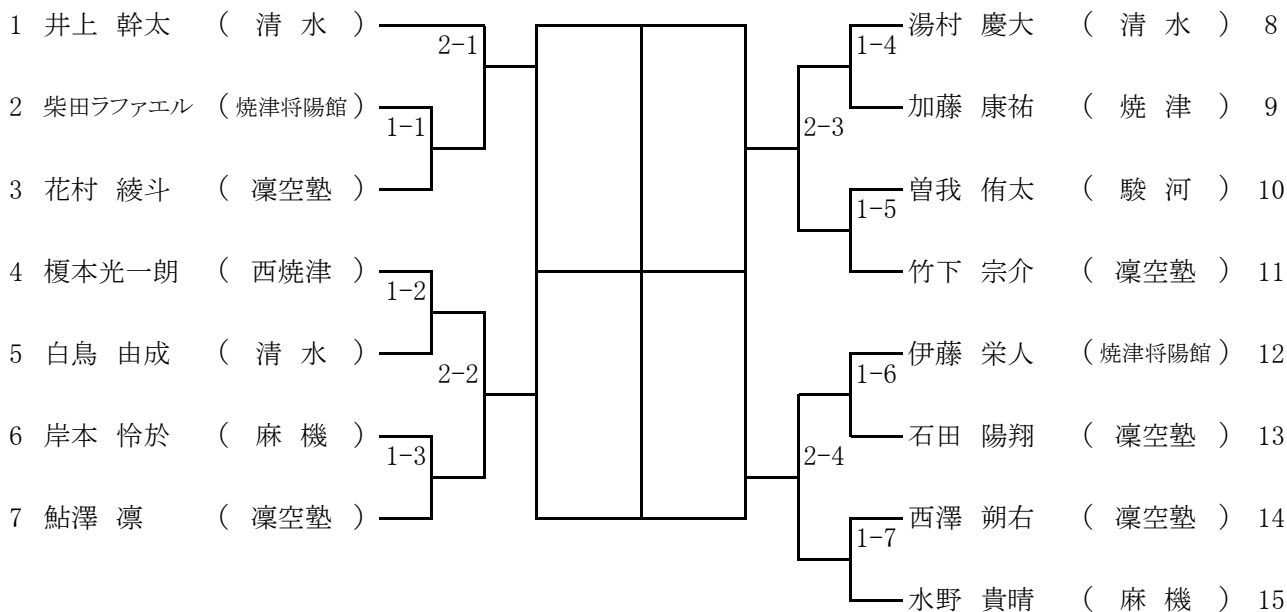 1 井上 幹太 ( 清 水 )
2-1
2 柴田ラファエル ( 焼津将陽館 )
1-1
3 花村 綾斗 ( 凜空塾 )
4 榎本光一朗 ( 西焼津 )
1-2
5 白鳥 由成 ( 清 水 )
2-2
6 岸本 怜於 ( 麻 機 )
1-3
7 鮎澤 凛 ( 凜空塾 )
湯村 慶大 ( 清 水 ) 8
1-4
加藤 康祐 ( 焼 津 ) 9
2-3
曽我 侑太 ( 駿 河 ) 10
1-5
竹下 宗介 ( 凜空塾 ) 11
伊藤 栄人 ( 焼津将陽館 ) 12
1-6
石田 陽翔 ( 凜空塾 ) 13
2-4
西澤 朔右 ( 凜空塾 ) 14
1-7
水野 貴晴 ( 麻 機 ) 15